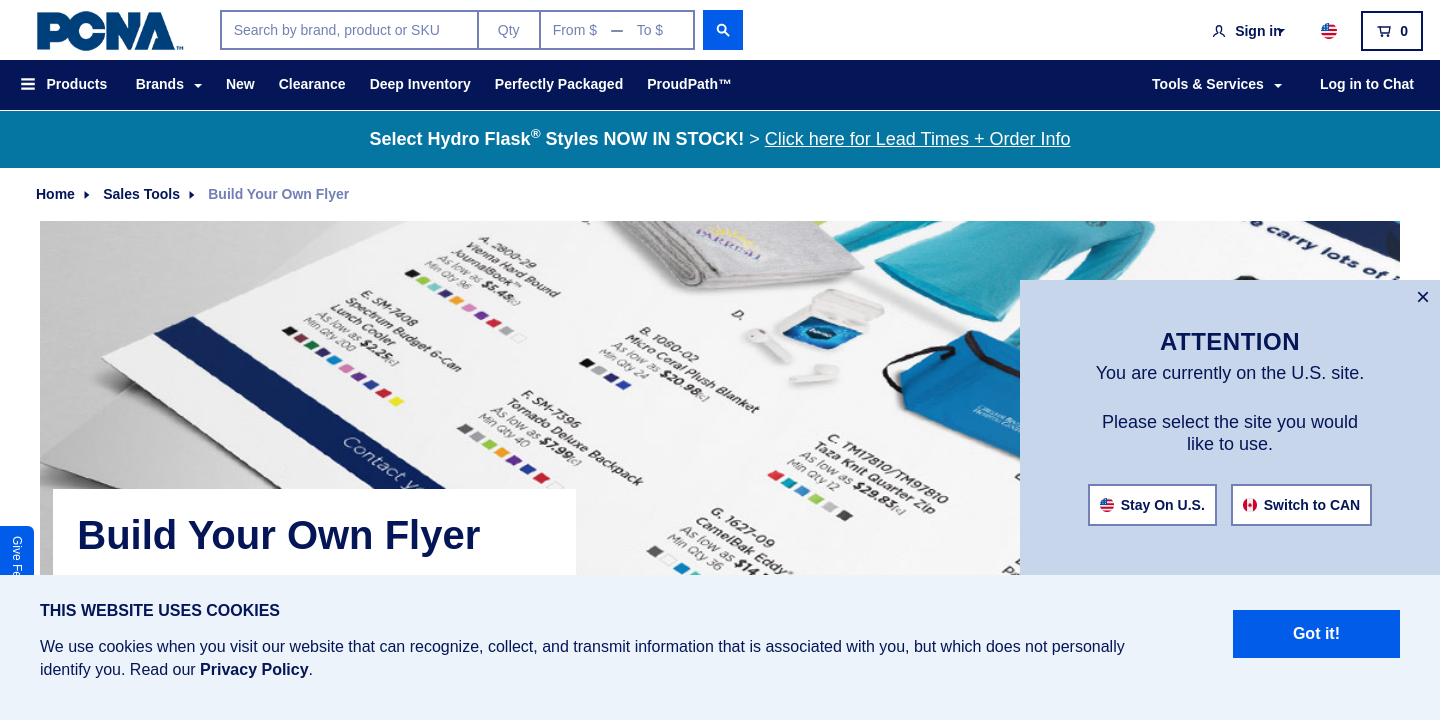 PCNA™
Search by brand, product or SKU
Qty
From $ — To $
Sign in
0
Products
Brands
New
Clearance
Deep Inventory
Perfectly Packaged
ProudPath™
Tools & Services
Log in to Chat
Select Hydro Flask® Styles NOW IN STOCK! > Click here for Lead Times + Order Info
Home
Sales Tools
Build Your Own Flyer
A. 2800-29
Vienna Hard Bound
JournalBook™
As low as $5.48(c)
Min Qty 96
E. SM-7408
Spectrum Budget 6-Can
Lunch Cooler
As low as $2.25(c)
Min Qty 200
D.
B. 1080-02
Micro Coral Plush Blanket
As low as $20.98(c)
Min Qty 24
F. SM-7596
Tornado Deluxe Backpack
As low as $7.99(c)
Min Qty 40
C. TM17810/TM97810
Taza Knit Quarter Zip
As low as $29.83(c)
Min Qty 12
G. 1627-09
CamelBak Eddy®
As low as $14.
Min Qty 36
Contact y
e carry lots of i
×
ATTENTION
You are currently on the U.S. site.
Please select the site you would
like to use.
Stay On U.S.
Switch to CAN
Build Your Own Flyer
Give Fe
THIS WEBSITE USES COOKIES
We use cookies when you visit our website that can recognize, collect, and transmit information that is associated with you, but which does not personally
identify you. Read our Privacy Policy.
Got it!